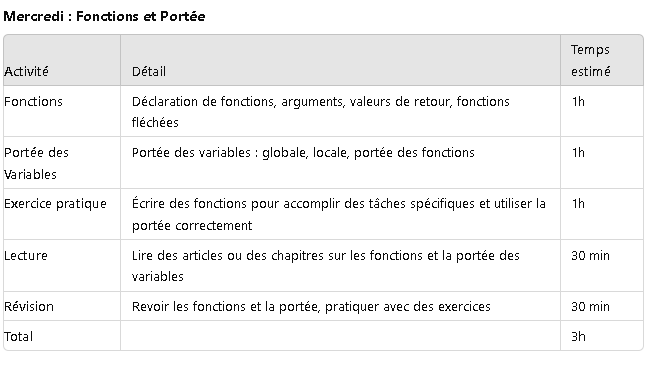 Mercredi : Fonctions et Portée
Temps
Activité Détail estimé
Fonctions Déclaration de fonctions, arguments, valeurs de retour, fonctions 1h
fléchées
Portée des Portée des variables : globale, locale, portée des fonctions 1h
Variables
Exercice pratique Écrire des fonctions pour accomplir des tâches spécifiques et utiliser la 1h
portée correctement
Lecture Lire des articles ou des chapitres sur les fonctions et la portée des 30 min
variables
Révision Revoir les fonctions et la portée, pratiquer avec des exercices 30 min
Total 3h